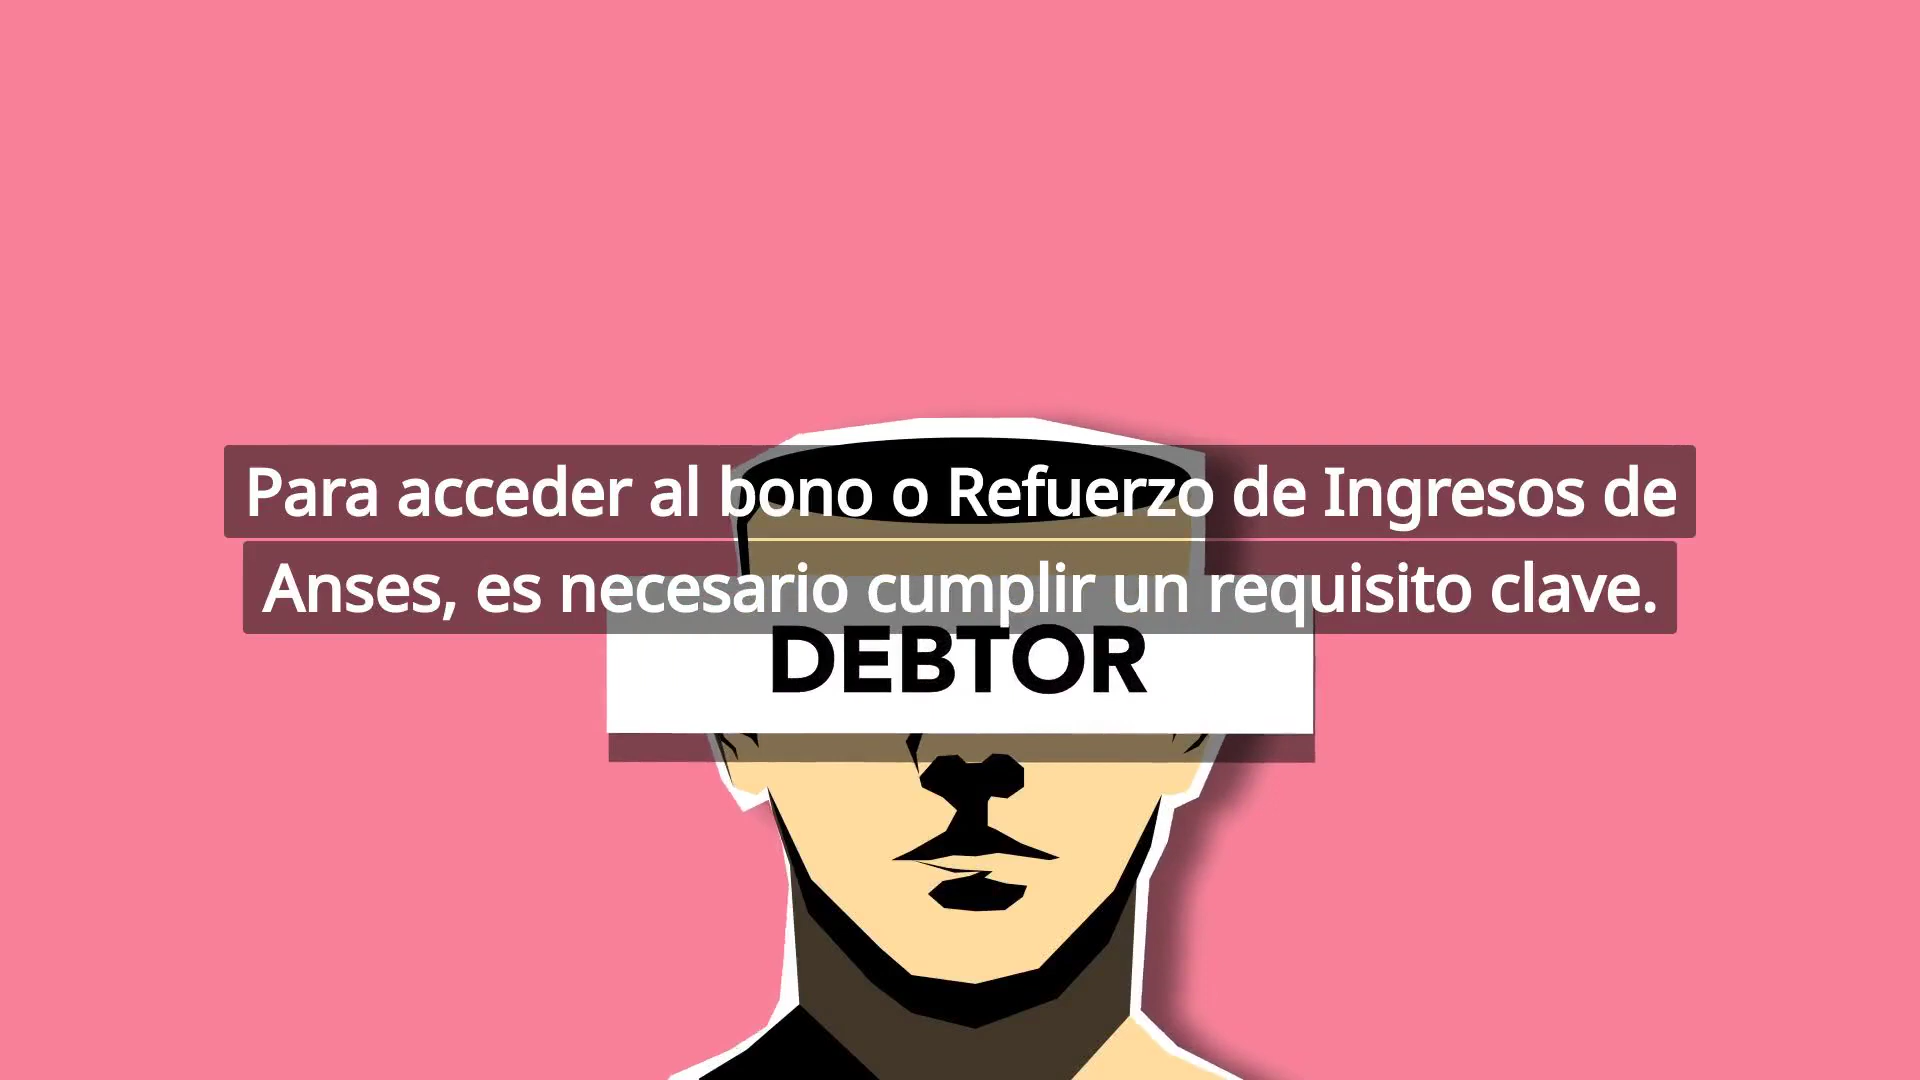 Para acceder al bono o Refuerzo de Ingresos de
Anses, es necesario cumplir un requisito clave.
DEBTOR